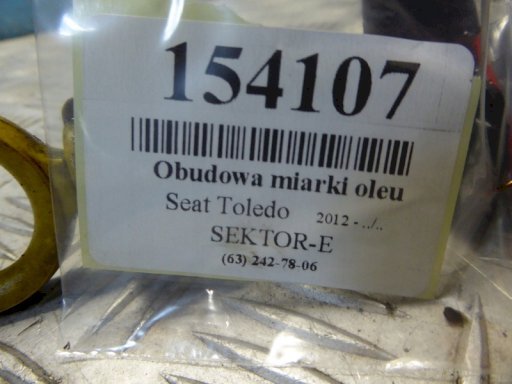 154107
Obudowa miarki oleu
Seat Toledo 2012 - ../..
SEKTOR-E
(63) 242-78-06